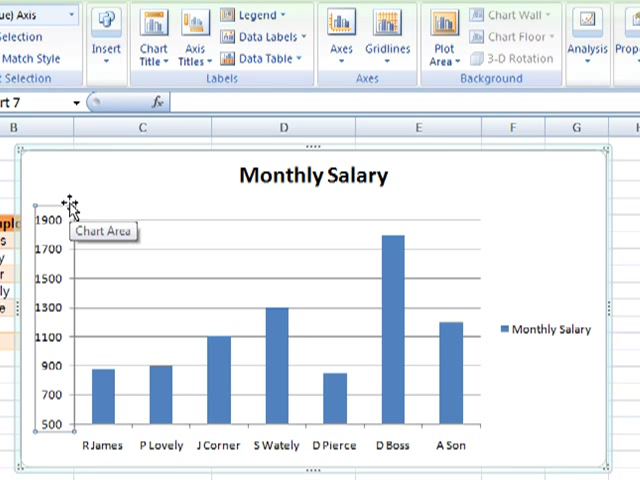 ue) Axis
Selection
Match Style
t Selection
Insert
Chart Title
Axis Titles
Legend
Data Labels
Data Table
Labels
Axes
Gridlines
Axes
Plot Area
Chart Wall
Chart Floor
3-D Rotation
Background
Analysis
Prop
rt 7
fx
B C D E F G H
Monthly Salary
Chart Area
1900
1700
1500
1300
1100
900
700
500
R James P Lovely J Corner S Wately D Pierce D Boss A Son
Monthly Salary
mplo
s
y
r
ly
e